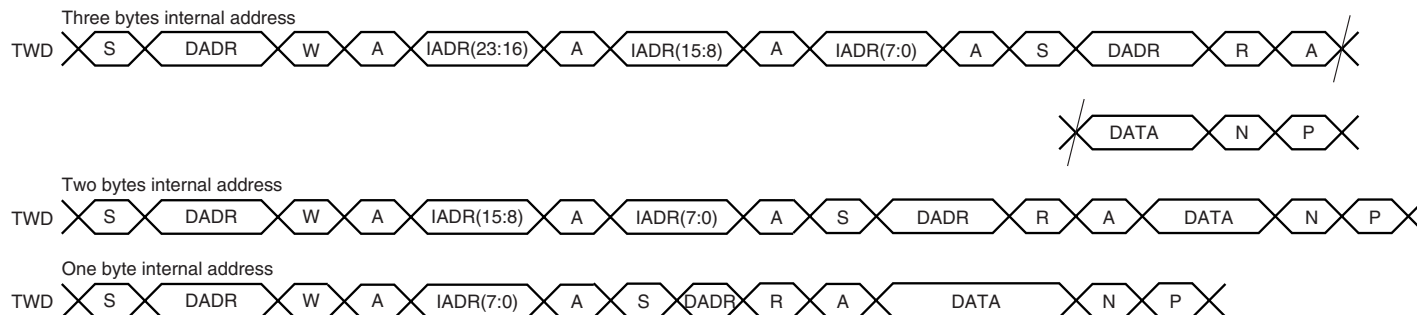 Three bytes internal address
TWD S DADR W A IADR(23:16) A IADR(15:8) A IADR(7:0) A S DADR R A
DATA N P
Two bytes internal address
TWD S DADR W A IADR(15:8) A IADR(7:0) A S DADR R A DATA N P
One byte internal address
TWD S DADR W A IADR(7:0) A S DADR R A DATA N P